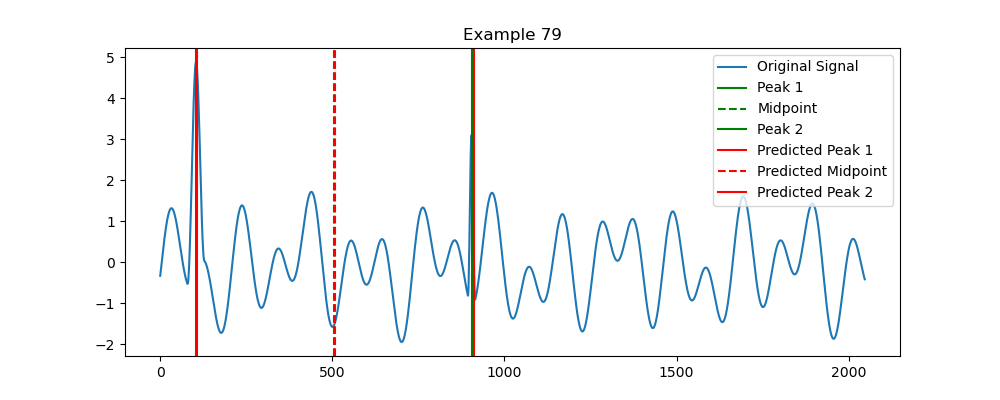 Example 79
5
4
3
2
1
0
−1
−2
0
500
1000
1500
2000
Original Signal
Peak 1
Midpoint
Peak 2
Predicted Peak 1
Predicted Midpoint
Predicted Peak 2